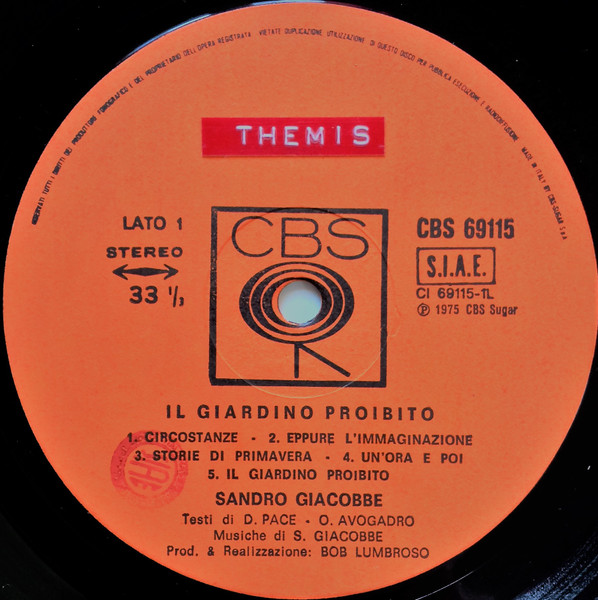 RISERVATI TUTTI I DIRITTI DEL PRODUTTORE FONOGRAFICO E DEL PROPRIETARIO DELL'OPERA REGISTRATA VIETATE DUPLICAZIONE UTILIZZAZIONE DI QUESTO DISCO PER PUBBLICA ESECUZIONE E RADIODIFFUSIONE MADE IN ITALY BY CBS-SUGAR S.p.A.
THEMIS
LATO 1
STEREO
33 1/3
CBS
CBS 69115
S.I.A.E.
CI 69115-1L
℗ 1975 CBS Sugar
IL GIARDINO PROIBITO
1. CIRCOSTANZE - 2. EPPURE L'IMMAGINAZIONE
3. STORIE DI PRIMAVERA - 4. UN'ORA E POI
5. IL GIARDINO PROIBITO
SANDRO GIACOBBE
Testi di D. PACE - O. AVOGADRO
Musiche di S. GIACOBBE
Prod. & Realizzazione: BOB LUMBROSO